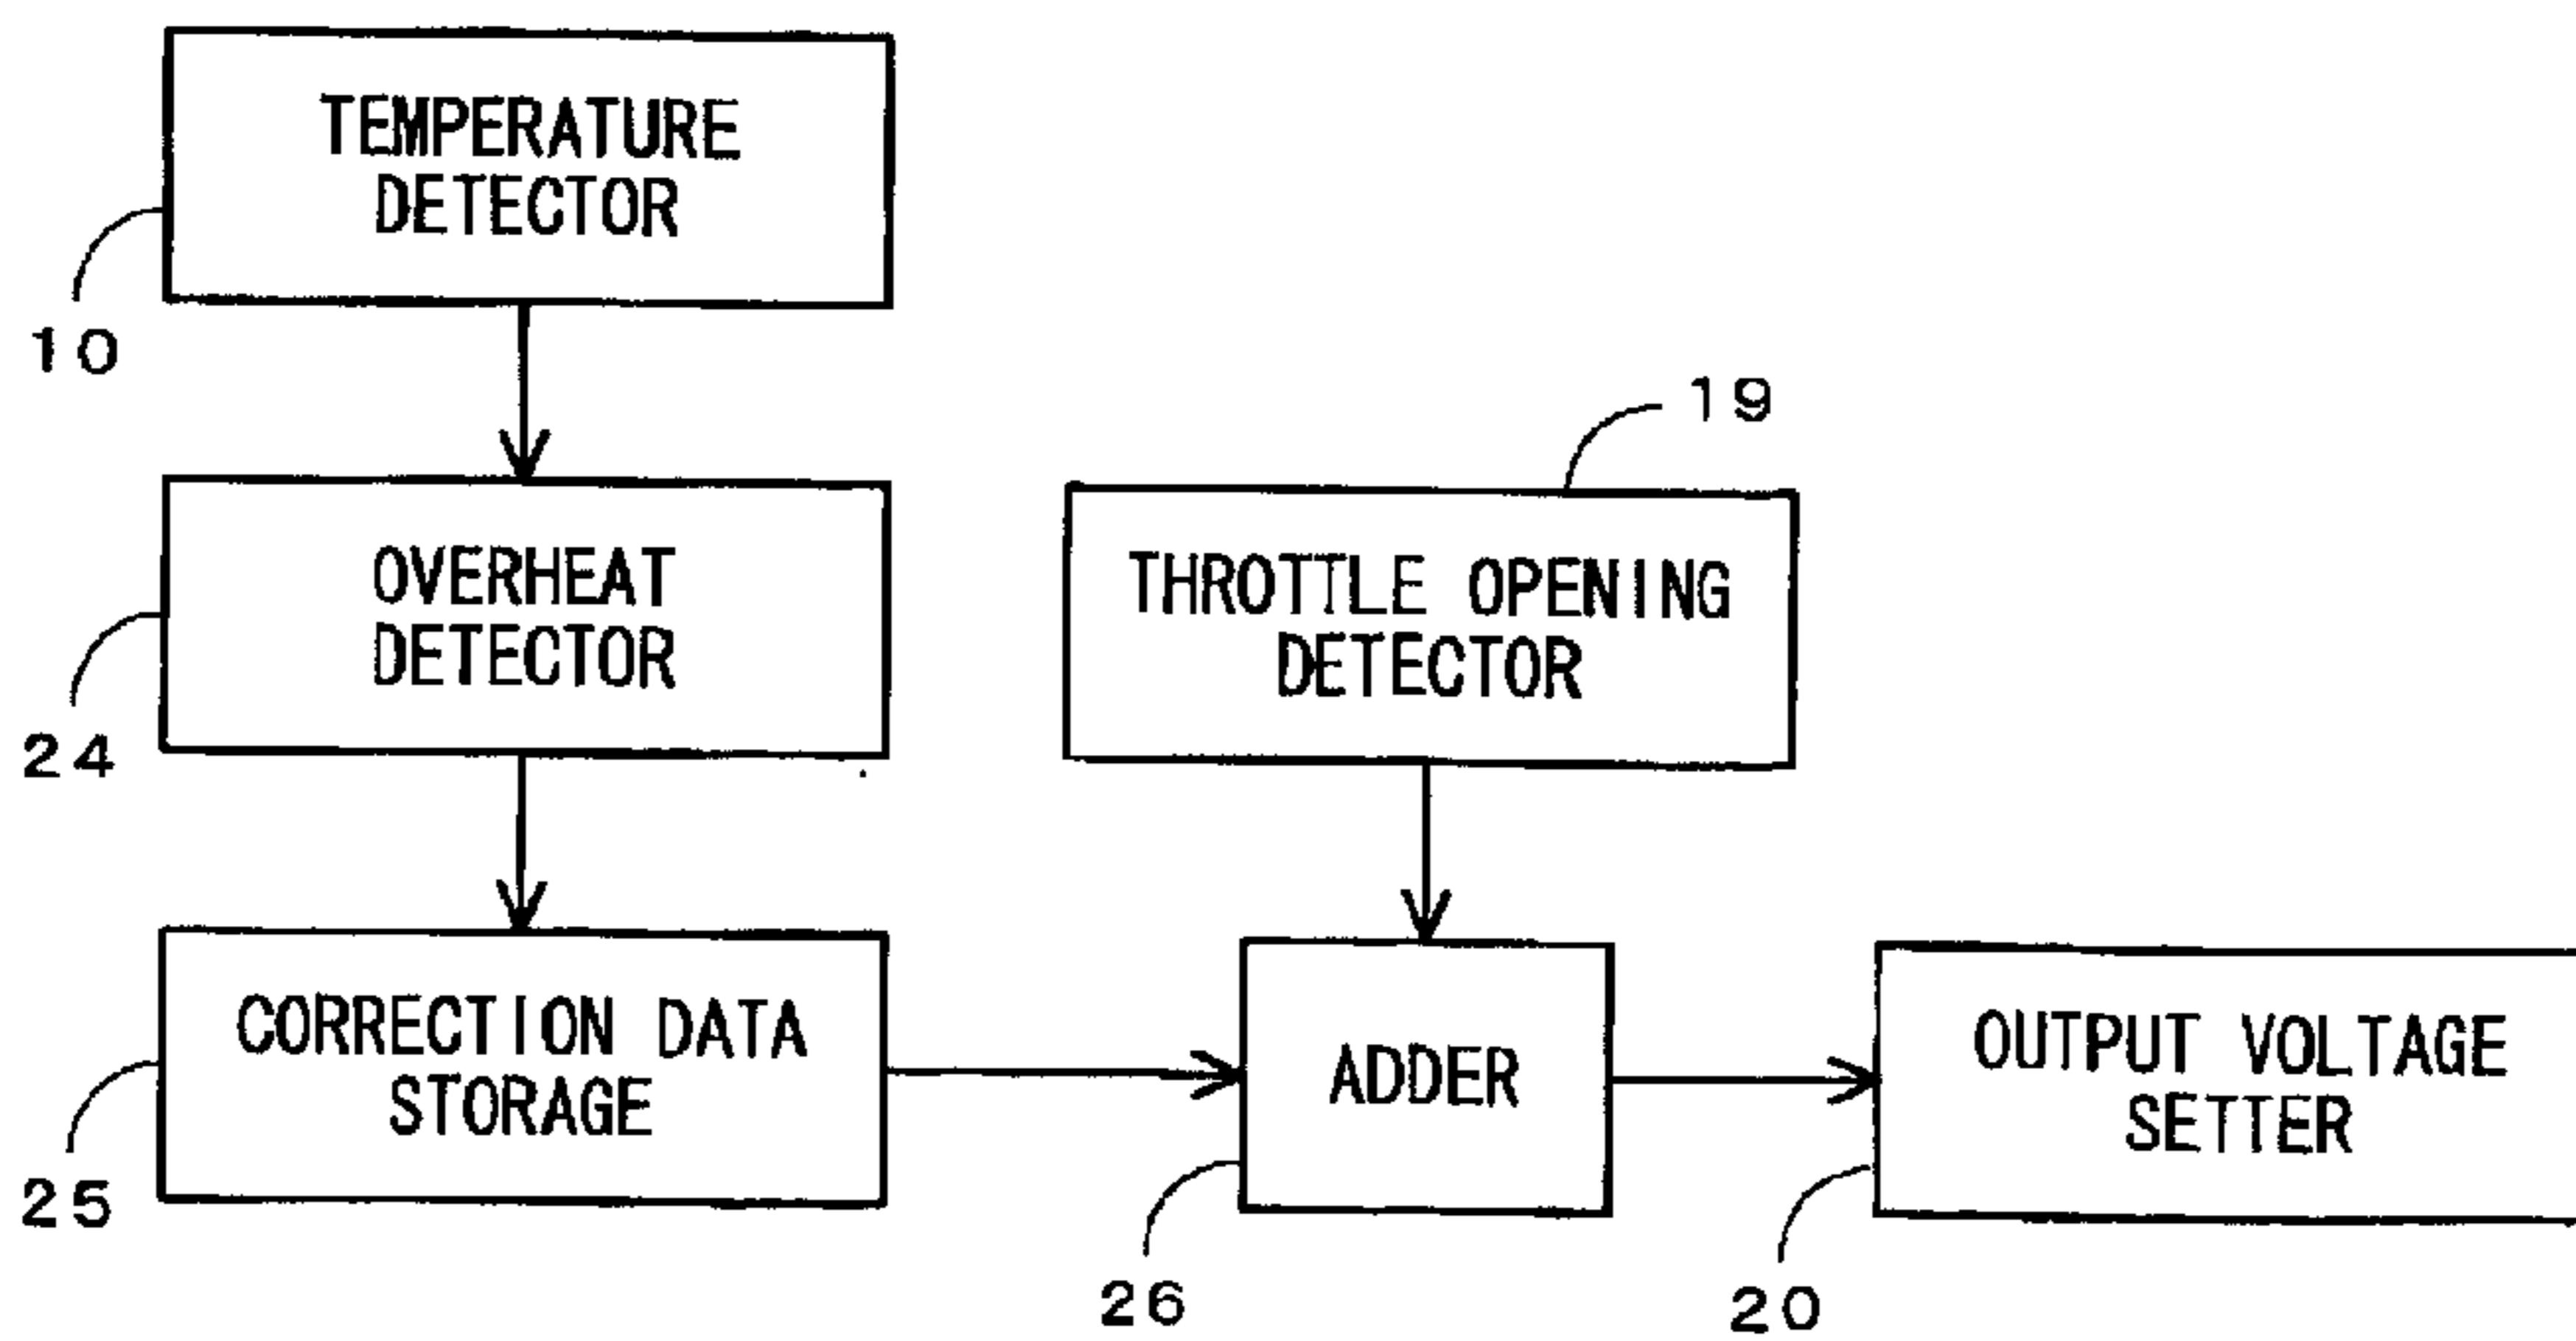 TEMPERATURE
DETECTOR
10
19
OVERHEAT
DETECTOR
24
THROTTLE OPENING
DETECTOR
CORRECTION DATA
STORAGE
25
ADDER
26
OUTPUT VOLTAGE
SETTER
20